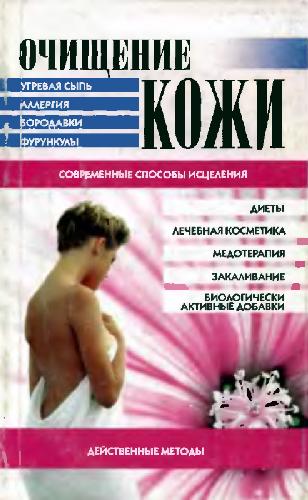 ОЧИЩЕНИЕ
КОЖИ
УГРЕВАЯ СЫПЬ
АЛЛЕРГИЯ
БОРОДАВКИ
ФУРУНКУЛЫ
СОВРЕМЕННЫЕ СПОСОБЫ ИСЦЕЛЕНИЯ
ДИЕТЫ
ЛЕЧЕБНАЯ КОСМЕТИКА
МЕДОТЕРАПИЯ
ЗАКАЛИВАНИЕ
БИОЛОГИЧЕСКИ
АКТИВНЫЕ ДОБАВКИ
ДЕЙСТВЕННЫЕ МЕТОДЫ